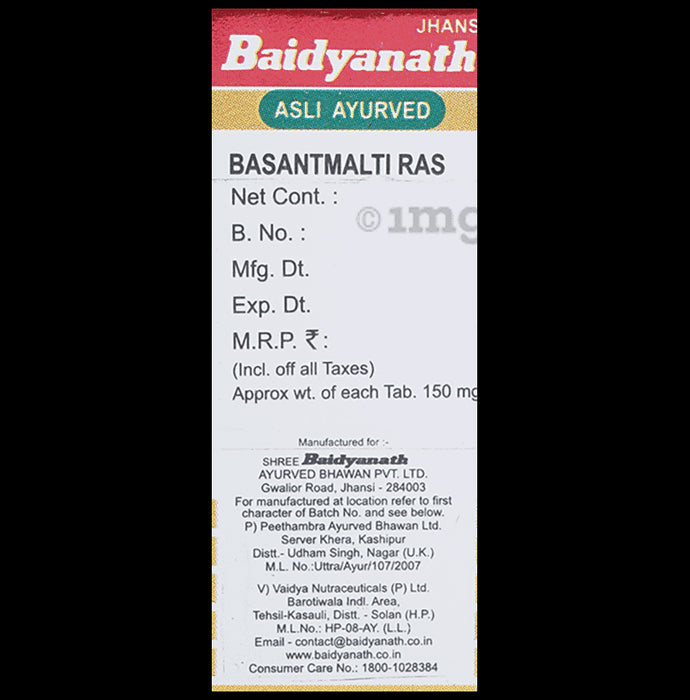 JHANS
Baidyanath
ASLI AYURVED
BASANTMALTI RAS
Net Cont. :
©1mg
B. No. :
Mfg. Dt.
Exp. Dt.
M.R.P. ₹ :
(Incl. off all Taxes)
Approx wt. of each Tab. 150 mg
Manufactured for :-
SHREE Baidyanath
AYURVED BHAWAN PVT. LTD.
Gwalior Road, Jhansi - 284003
For manufactured at location refer to first
character of Batch No. and see below.
P) Peethambra Ayurved Bhawan Ltd.
Server Khera, Kashipur
Distt.- Udham Singh, Nagar (U.K.)
M.L. No.:Uttra/Ayur/107/2007
V) Vaidya Nutraceuticals (P) Ltd.
Barotiwala Indl. Area,
Tehsil-Kasauli, Distt. - Solan (H.P.)
M.L.No.: HP-08-AY. (L.L.)
Email - contact@baidyanath.co.in
www.baidyanath.co.in
Consumer Care No.: 1800-1028384